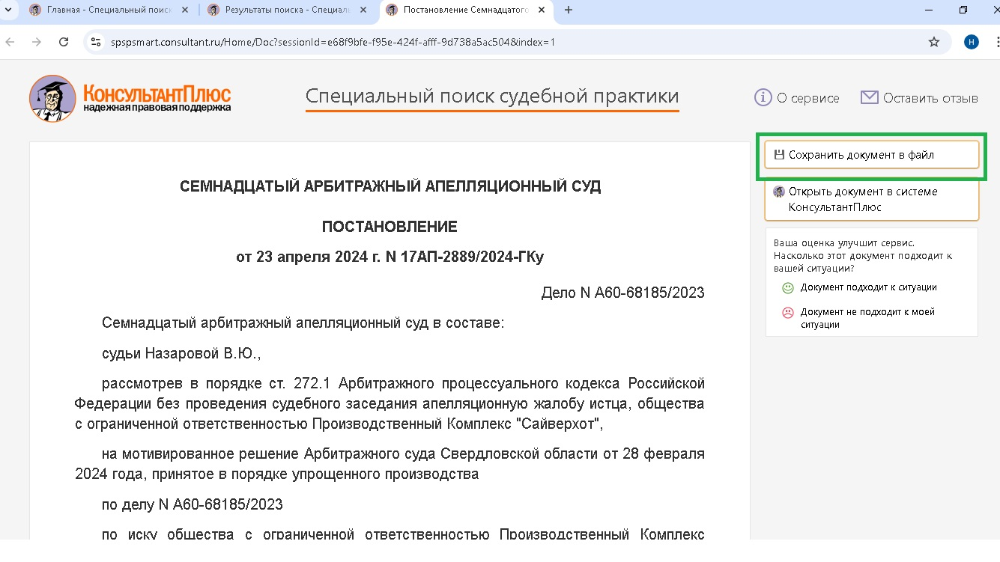 Главная - Специальный поиск
Результаты поиска - Специаль
Постановление Семнадцатого
spspsmart.consultant.ru/Home/Doc?sessionId=e68f9bfe-f95e-424f-afff-9d738a5ac504&index=1
Н
КонсультантПлюс
надежная правовая поддержка
Специальный поиск судебной практики
О сервисе
Оставить отзыв
Сохранить документ в файл
Открыть документ в системе
КонсультантПлюс
Ваша оценка улучшит сервис.
Насколько этот документ подходит к
вашей ситуации?
Документ подходит к ситуации
Документ не подходит к моей
ситуации
СЕМНАДЦАТЫЙ АРБИТРАЖНЫЙ АПЕЛЛЯЦИОННЫЙ СУД
ПОСТАНОВЛЕНИЕ
от 23 апреля 2024 г. N 17АП-2889/2024-ГКу
Дело N А60-68185/2023
Семнадцатый арбитражный апелляционный суд в составе:
судьи Назаровой В.Ю.,
рассмотрев в порядке ст. 272.1 Арбитражного процессуального кодекса Российской
Федерации без проведения судебного заседания апелляционную жалобу истца, общества
с ограниченной ответственностью Производственный Комплекс "Сайверхот",
на мотивированное решение Арбитражного суда Свердловской области от 28 февраля
2024 года, принятое в порядке упрощенного производства
по делу N А60-68185/2023
по иску общества с ограниченной ответственностью Производственный Комплекс